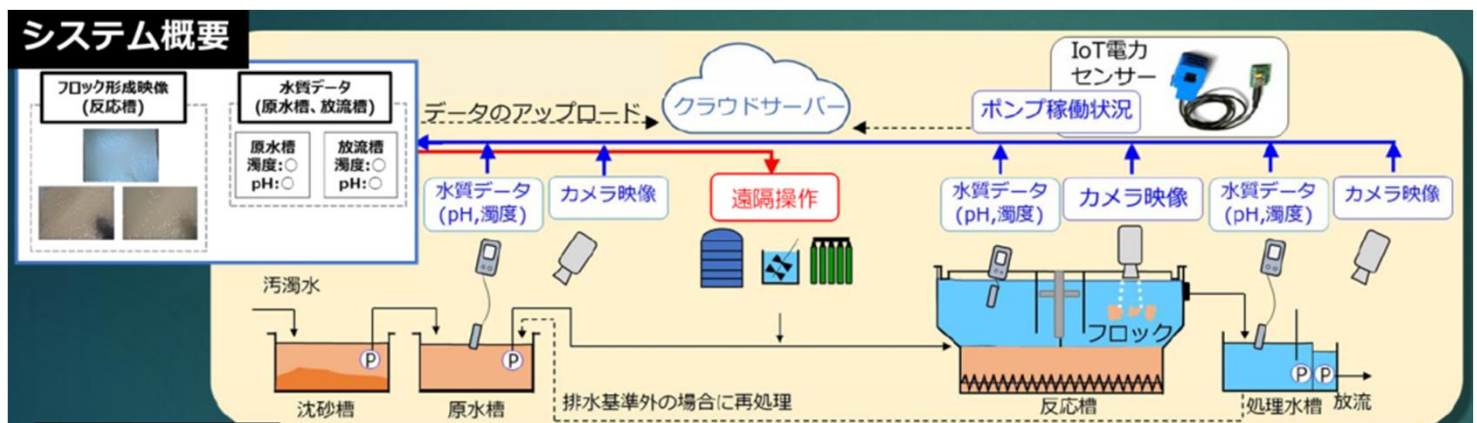 システム概要
フロック形成映像
(反応槽)
水質データ
(原水槽、放流槽)
原水槽
濁度:○
pH:○
放流槽
濁度:○
pH:○
データのアップロード
クラウドサーバー
IoT電力
センサー
ポンプ稼働状況
水質データ
(pH,濁度)
カメラ映像
遠隔操作
水質データ
(pH,濁度)
カメラ映像
水質データ
(pH,濁度)
カメラ映像
汚濁水
P
P
フロック
P P
沈砂槽
原水槽
排水基準外の場合に再処理
反応槽
処理水槽
放流